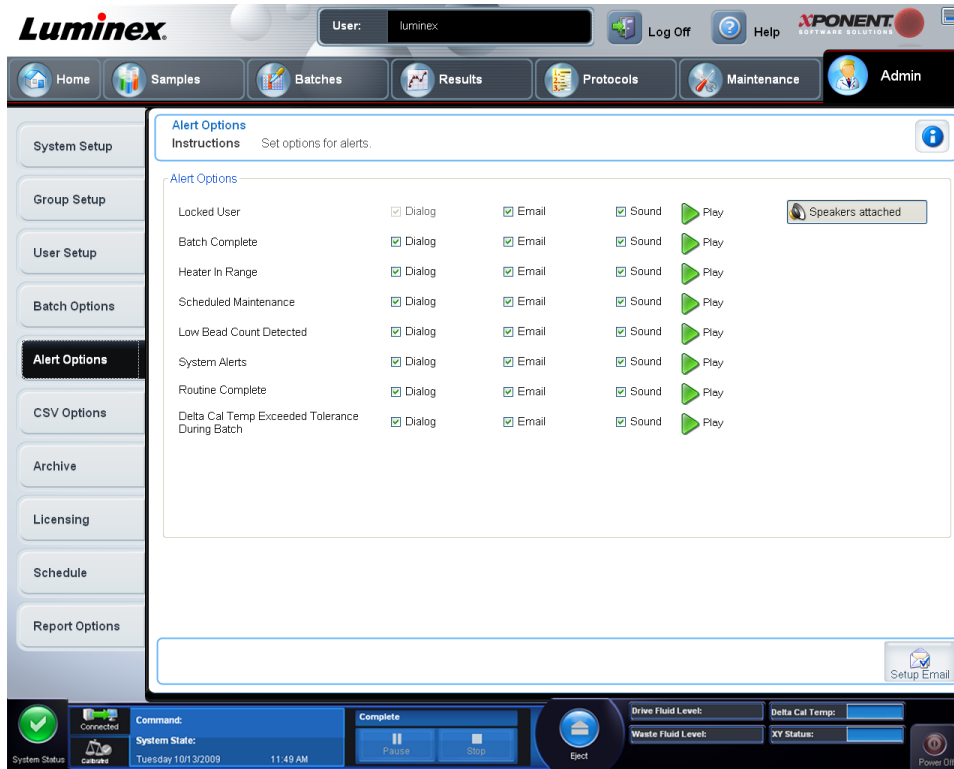 Luminex.
User: luminex
Log Off
Help
XPONENT.
SOFTWARE SOLUTIONS
Home
Samples
Batches
Results
Protocols
Maintenance
Admin
System Setup
Group Setup
User Setup
Batch Options
Alert Options
CSV Options
Archive
Licensing
Schedule
Report Options
Alert Options
Instructions Set options for alerts.
Alert Options
Locked User Dialog Email Sound Play Speakers attached
Batch Complete Dialog Email Sound Play
Heater In Range Dialog Email Sound Play
Scheduled Maintenance Dialog Email Sound Play
Low Bead Count Detected Dialog Email Sound Play
System Alerts Dialog Email Sound Play
Routine Complete Dialog Email Sound Play
Delta Cal Temp Exceeded Tolerance
During Batch Dialog Email Sound Play
Setup Email
System Status
Connected
Calibrated
Command:
System State:
Tuesday 10/13/2009 11:49 AM
Complete
Pause
Stop
Eject
Drive Fluid Level:
Waste Fluid Level:
Delta Cal Temp:
XY Status:
Power Off